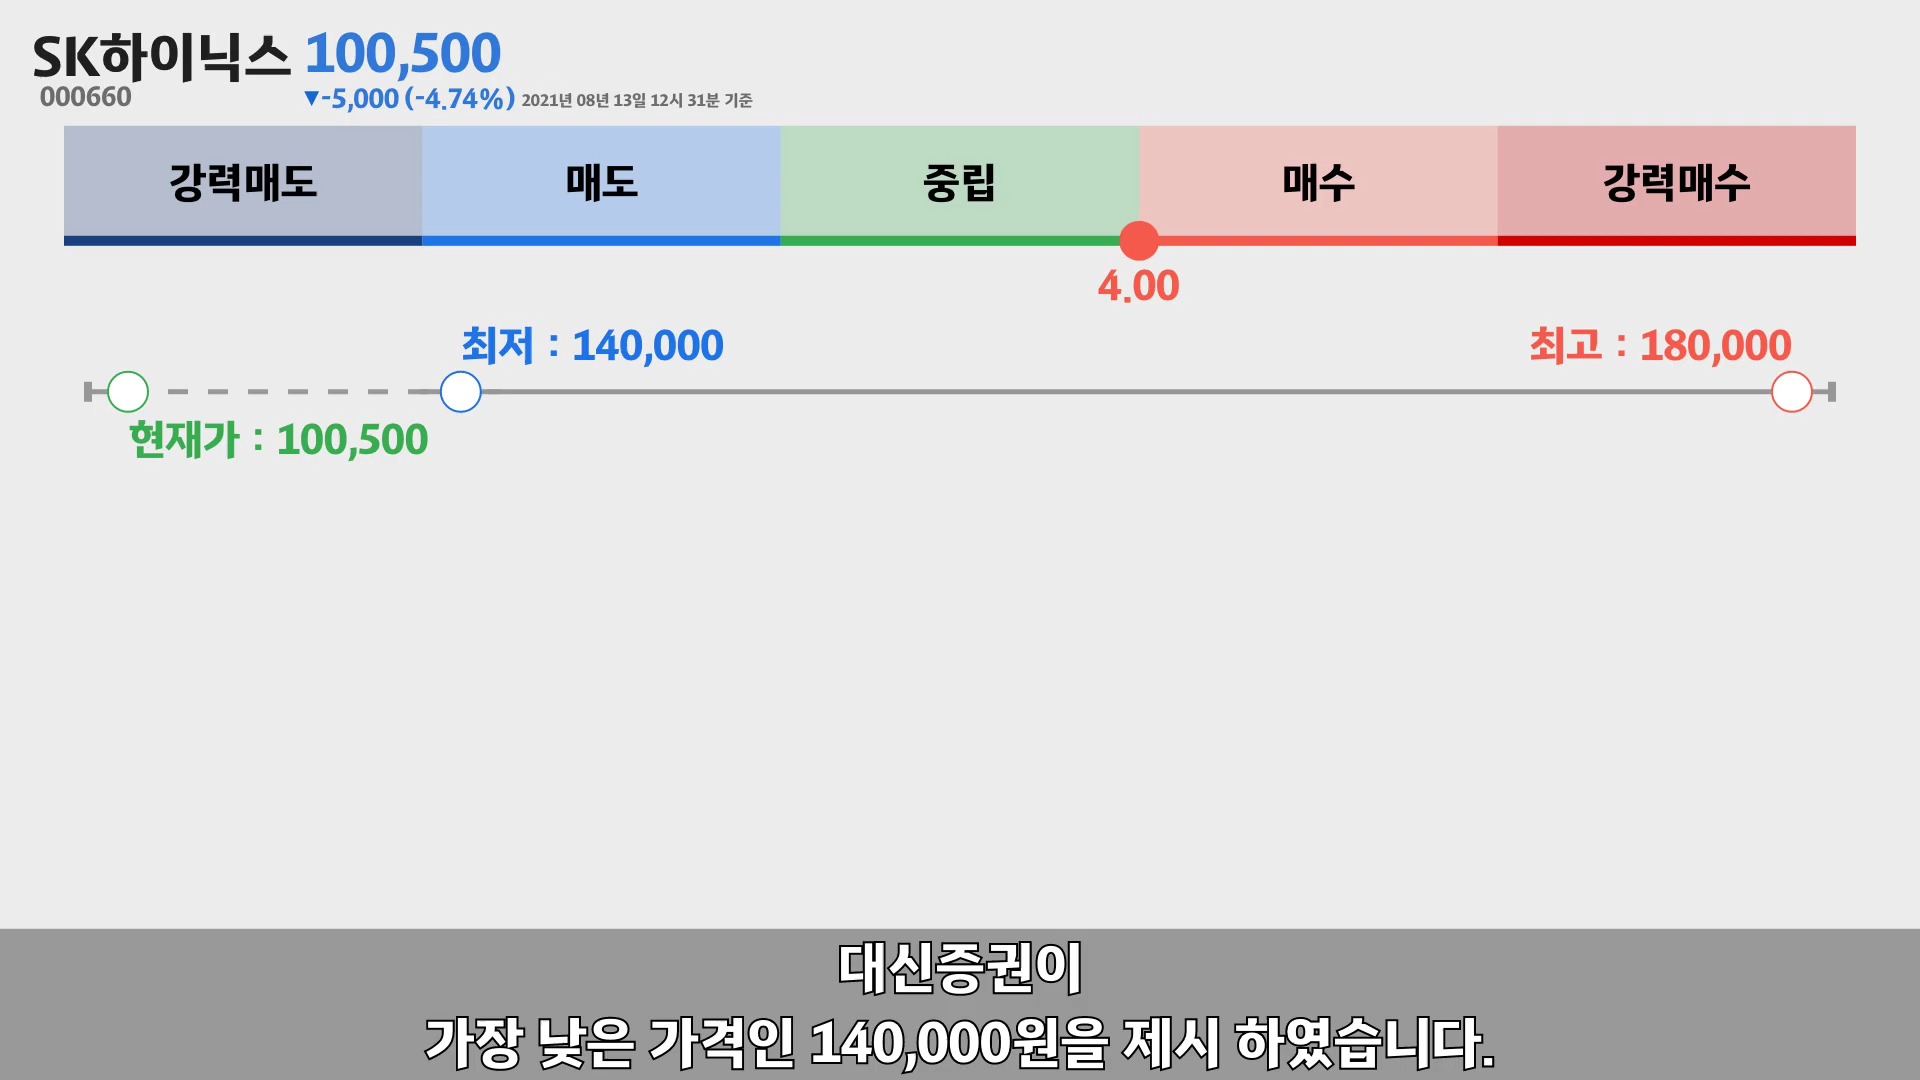 SK하이닉스 100,500
000660 ▼-5,000 (-4.74%) 2021년 08년 13일 12시 31분 기준
강력매도 매도 중립 매수 강력매수
4.00
최저 : 140,000 최고 : 180,000
현재가 : 100,500
대신증권이
가장 낮은 가격인 140,000원을 제시 하였습니다.